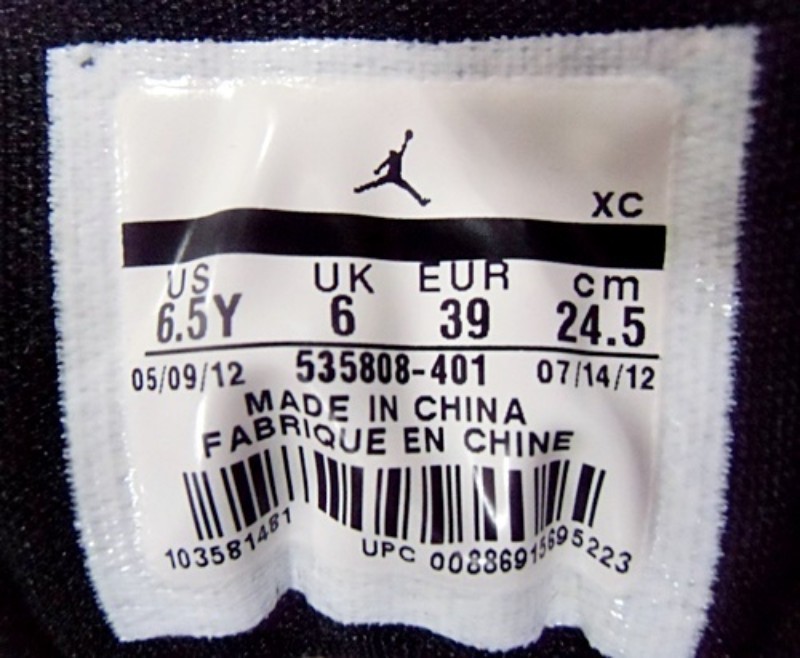 XC
US UK EUR cm
6.5Y 6 39 24.5
05/09/12 535808-401 07/14/12
MADE IN CHINA
FABRIQUE EN CHINE
103581481 UPC 00886915695223